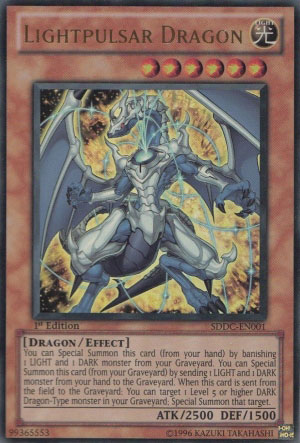 LIGHTPULSAR DRAGON
LIGHT
光
1st Edition
SDDC-EN001
[DRAGON/EFFECT]
You can Special Summon this card (from your hand) by banishing
1 LIGHT and 1 DARK monster from your Graveyard. You can Special
Summon this card (from your Graveyard) by sending 1 LIGHT and 1 DARK
monster from your hand to the Graveyard. When this card is sent from
the field to the Graveyard: You can target 1 Level 5 or higher DARK
Dragon-Type monster in your Graveyard; Special Summon that target.
ATK/2500 DEF/1500
99365553
©1996 KAZUKI TAKAHASHI